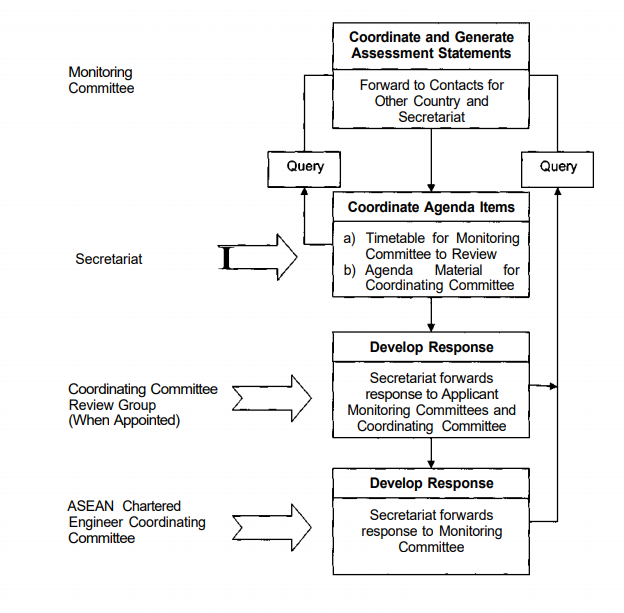 Coordinate and Generate
Assessment Statements
Monitoring
Committee
Forward to Contacts for
Other Country and
Secretariat
Query
Query
Coordinate Agenda Items
a) Timetable for Monitoring
Committee to Review
b) Agenda Material for
Coordinating Committee
Secretariat
I
Develop Response
Coordinating Committee
Review Group
(When Appointed)
Secretariat forwards
response to Applicant
Monitoring Committees and
Coordinating Committee
Develop Response
ASEAN Chartered
Engineer Coordinating
Committee
Secretariat forwards
response to Monitoring
Committee